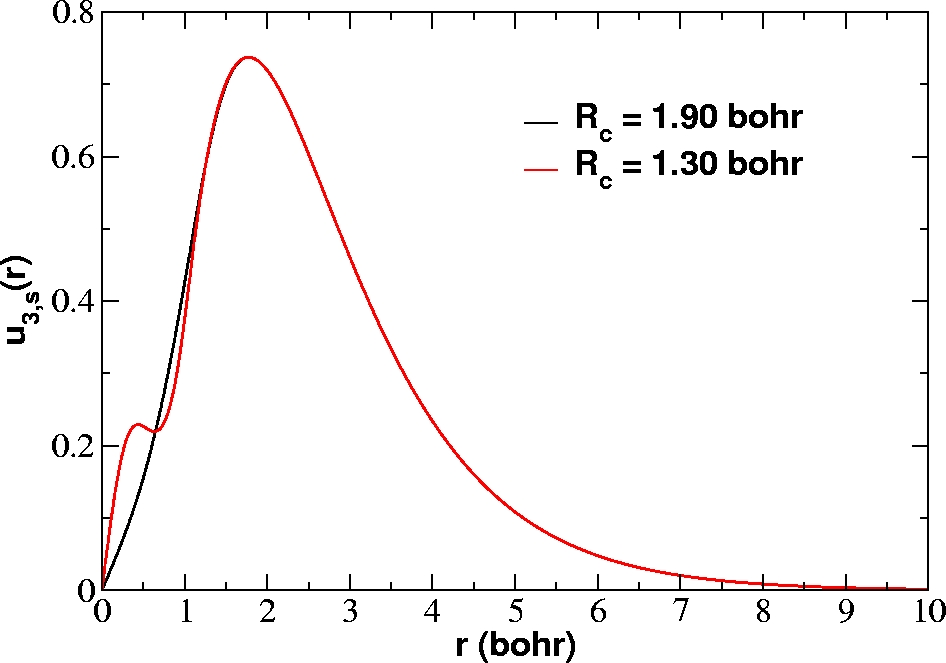 0.8
R_c = 1.90 bohr
R_c = 1.30 bohr
0.6
0.4
0.2
0
u_3,s(r)
0 1 2 3 4 5 6 7 8 9 10
r (bohr)